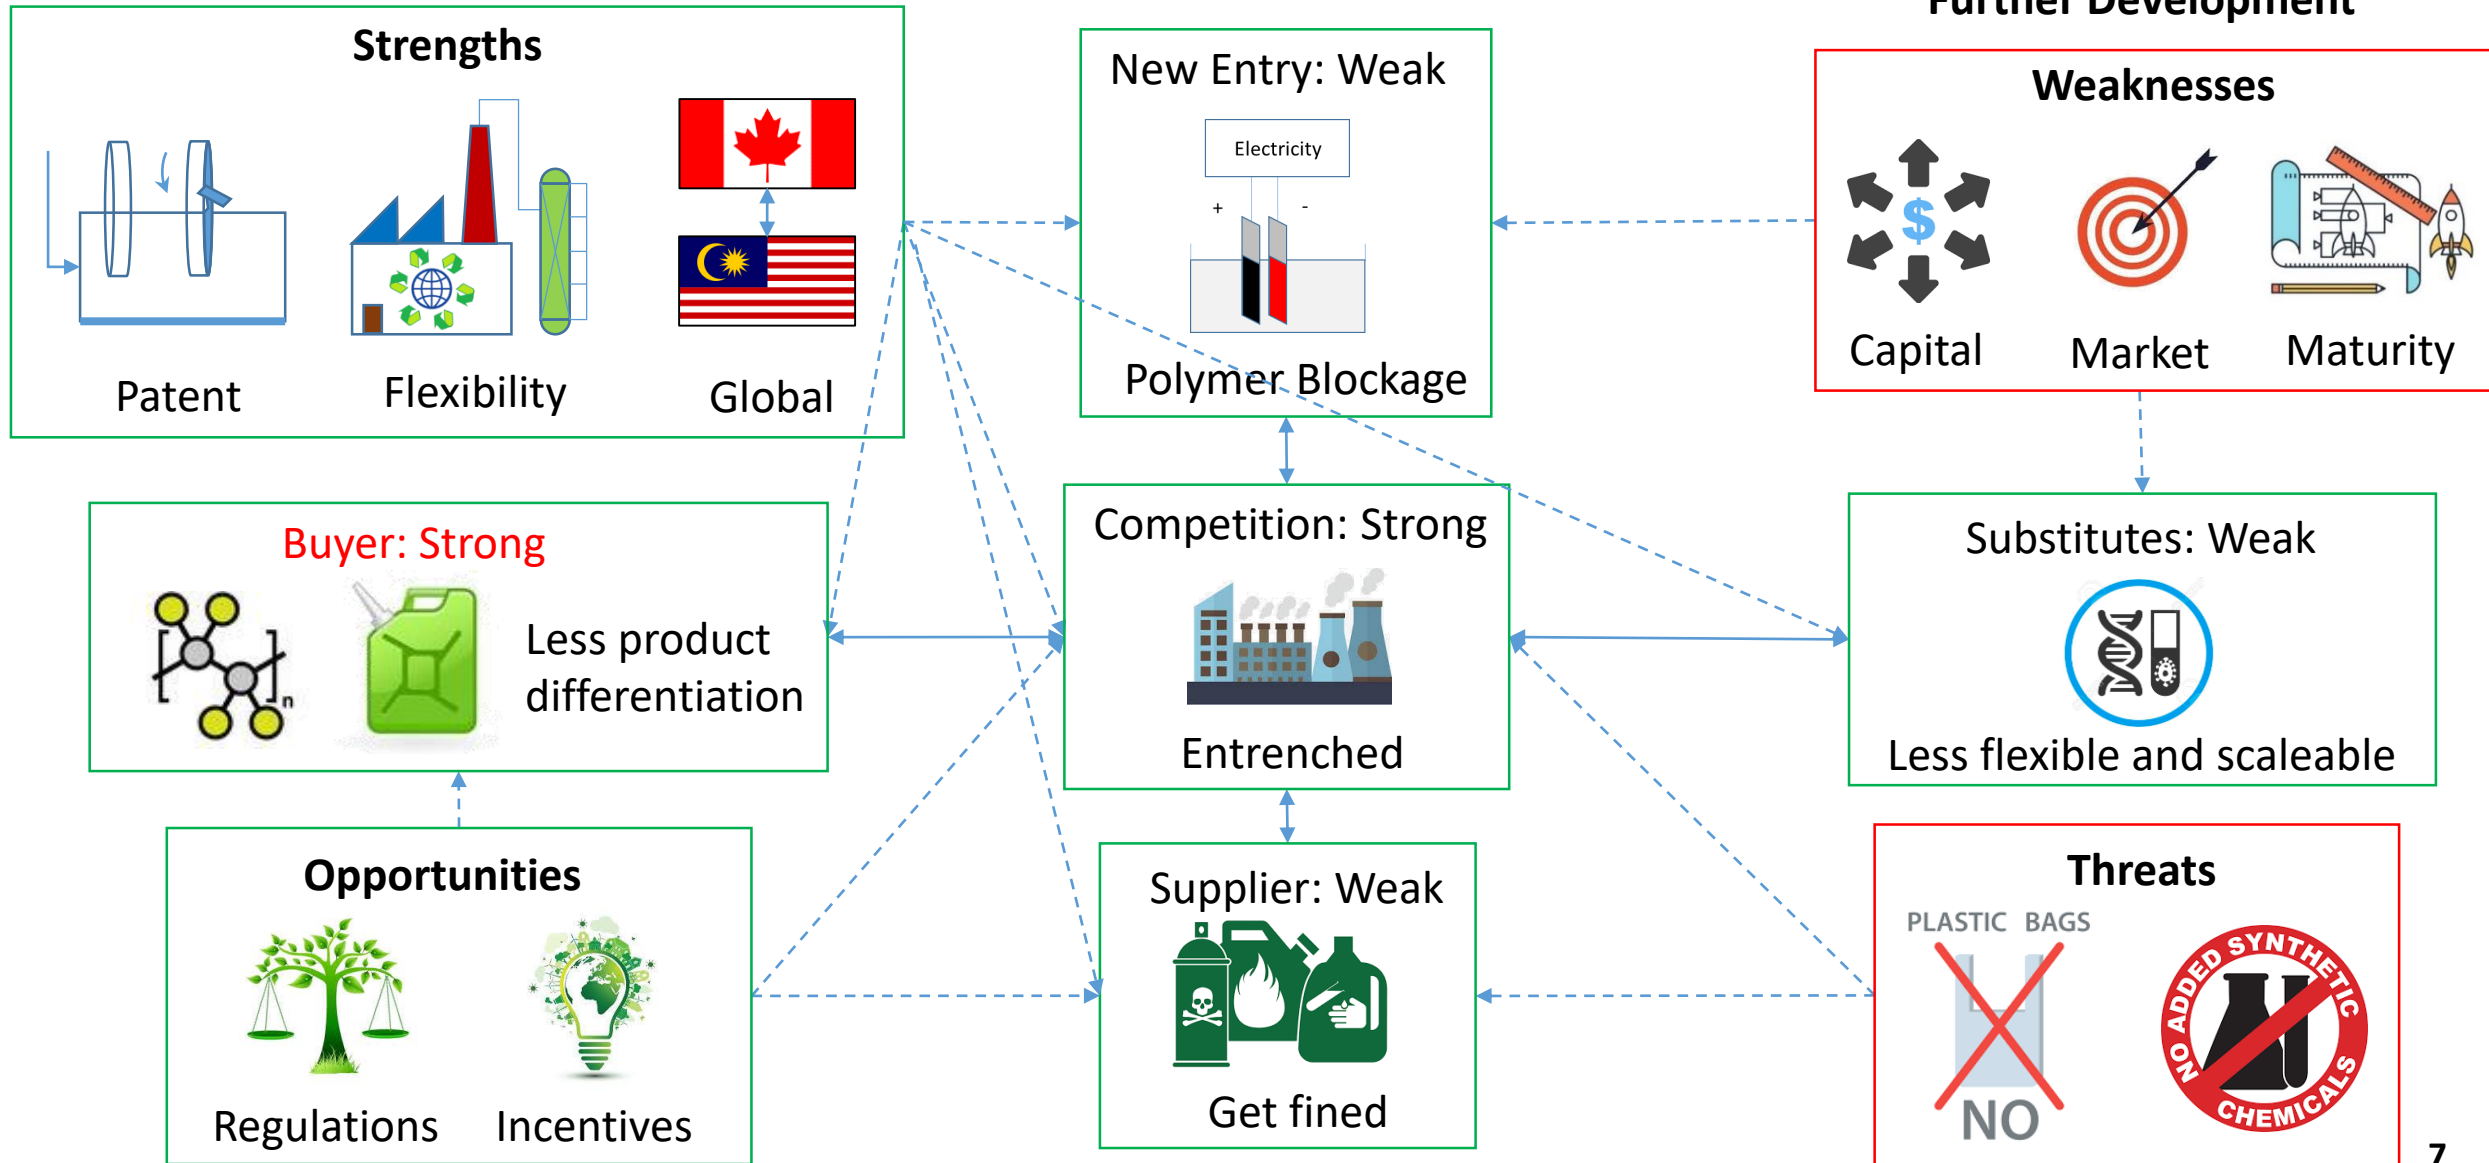 Further Development
Strengths
Patent
Flexibility
Global
New Entry: Weak
Electricity
+
-
Polymer Blockage
Weaknesses
$
Capital
Market
Maturity
Buyer: Strong
n
Less product
differentiation
Competition: Strong
Entrenched
Substitutes: Weak
Less flexible and scaleable
Opportunities
Regulations
Incentives
Supplier: Weak
Get fined
Threats
PLASTIC BAGS
NO
NO ADDED SYNTHETIC
CHEMICALS
7